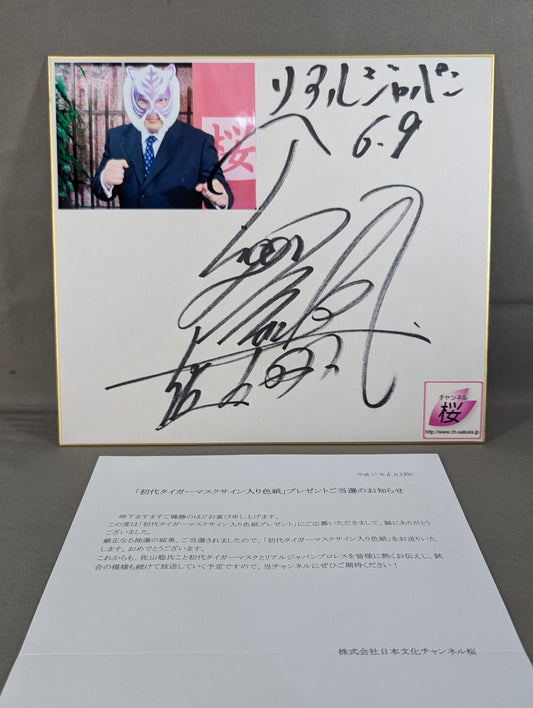 リアルジャパン
6.9
桜
チャンネル
桜
http://www.ch-sakura.jp
平成17年6月2
「初代タイガーマスクサイン入り色紙」プレゼントご当選のお知らせ
時下ますますご健勝のほどお喜び申し上げます。
この度は「初代タイガーマスクサイン入り色紙プレゼント」にご応募いただきまして、誠にありがとう
ございました。
厳正なる抽選の結果、ご当選されましたので、「初代タイガーマスクサイン入り色紙」をお送りいた
します。おめでとうございます。
これからも、佐山聡氏こと初代タイガーマスクとリアルジャパンプロレスを皆様に熱くお伝えし、試
合の模様も続けて放送していく予定ですので、当チャンネルにぜひご期待ください！
株式会社日本文化チャンネル桜